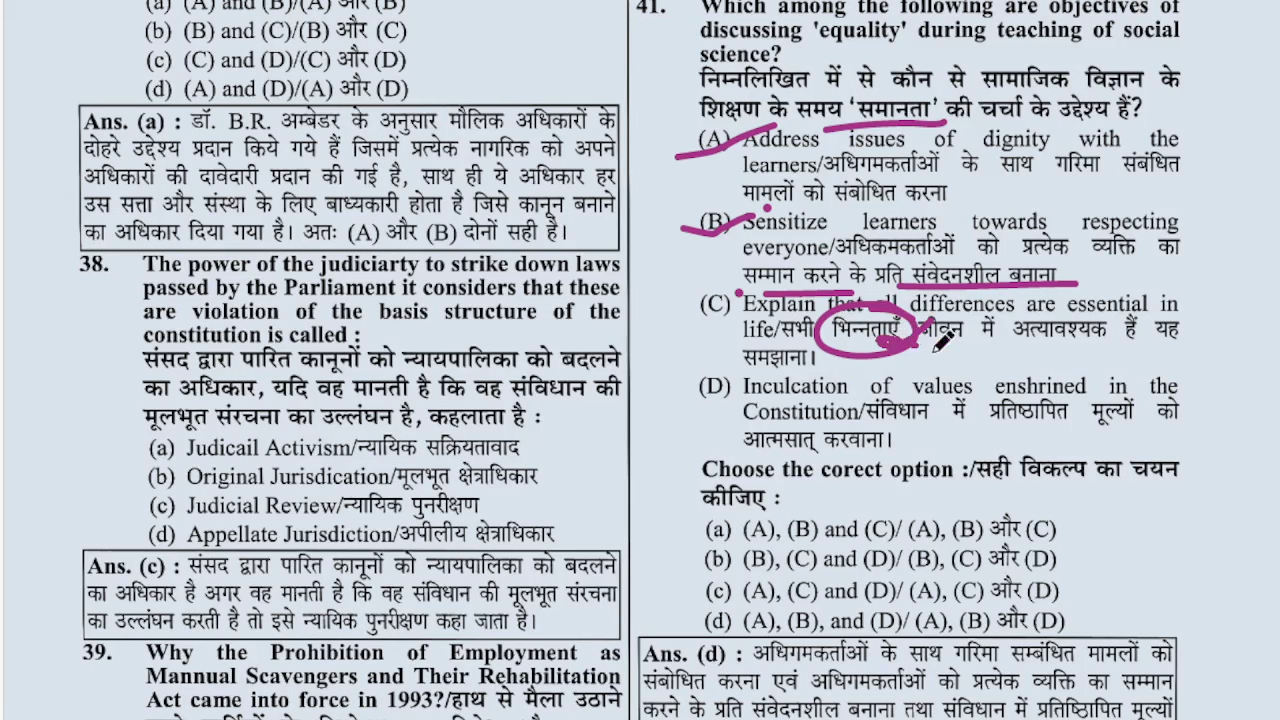 (a) (A) and (B)/(A) और (B)
(b) (B) and (C)/(B) और (C)
(c) (C) and (D)/(C) और (D)
(d) (A) and (D)/(A) और (D)
Ans. (a) : डॉ. B.R. अम्बेडर के अनुसार मौलिक अधिकारों के
दोहरे उद्देश्य प्रदान किये गये हैं जिसमें प्रत्येक नागरिक को अपने
अधिकारों की दावेदारी प्रदान की गई है, साथ ही ये अधिकार हर
उस सत्ता और संस्था के लिए बाध्यकारी होता है जिसे कानून बनाने
का अधिकार दिया गया है। अतः (A) और (B) दोनों सही है।
38. The power of the judiciarty to strike down laws
passed by the Parliament it considers that these
are violation of the basis structure of the
constitution is called :
संसद द्वारा पारित कानूनों को न्यायपालिका को बदलने
का अधिकार, यदि वह मानती है कि वह संविधान की
मूलभूत संरचना का उल्लंघन है, कहलाता है :
(a) Judicail Activism/न्यायिक सक्रियतावाद
(b) Original Jurisdication/मूलभूत क्षेत्राधिकार
(c) Judicial Review/न्यायिक पुनरीक्षण
(d) Appellate Jurisdiction/अपीलीय क्षेत्राधिकार
Ans. (c) : संसद द्वारा पारित कानूनों को न्यायपालिका को बदलने
का अधिकार है अगर वह मानती है कि वह संविधान की मूलभूत संरचना
का उल्लंघन करती है तो इसे न्यायिक पुनरीक्षण कहा जाता है।
39. Why the Prohibition of Employment as
Mannual Scavengers and Their Rehabilitation
Act came into force in 1993?/हाथ से मैला उठाने
41. Which among the following are objectives of
discussing 'equality' during teaching of social
science?
निम्नलिखित में से कौन से सामाजिक विज्ञान के
शिक्षण के समय 'समानता' की चर्चा के उद्देश्य हैं?
(A) Address issues of dignity with the
learners/अधिगमकर्ताओं के साथ गरिमा संबंधित
मामलों को संबोधित करना
(B) Sensitize learners towards respecting
everyone/अधिकमकर्ताओं को प्रत्येक व्यक्ति का
सम्मान करने के प्रति संवेदनशील बनाना
(C) Explain that all differences are essential in
life/सभी भिन्नताएँ जीवन में अत्यावश्यक हैं यह
समझाना।
(D) Inculcation of values enshrined in the
Constitution/संविधान में प्रतिष्ठापित मूल्यों को
आत्मसात् करवाना।
Choose the corect option :/सही विकल्प का चयन
कीजिए :
(a) (A), (B) and (C)/ (A), (B) और (C)
(b) (B), (C) and (D)/ (B), (C) और (D)
(c) (A), (C) and (D)/ (A), (C) और (D)
(d) (A), (B), and (D)/ (A), (B) और (D)
Ans. (d) : अधिगमकर्ताओं के साथ गरिमा सम्बंधित मामलों को
संबोधित करना एवं अधिगमकर्ताओं को प्रत्येक व्यक्ति का सम्मान
करने के प्रति संवेदनशील बनाना तथा संविधान में प्रतिष्ठापित मूल्यों